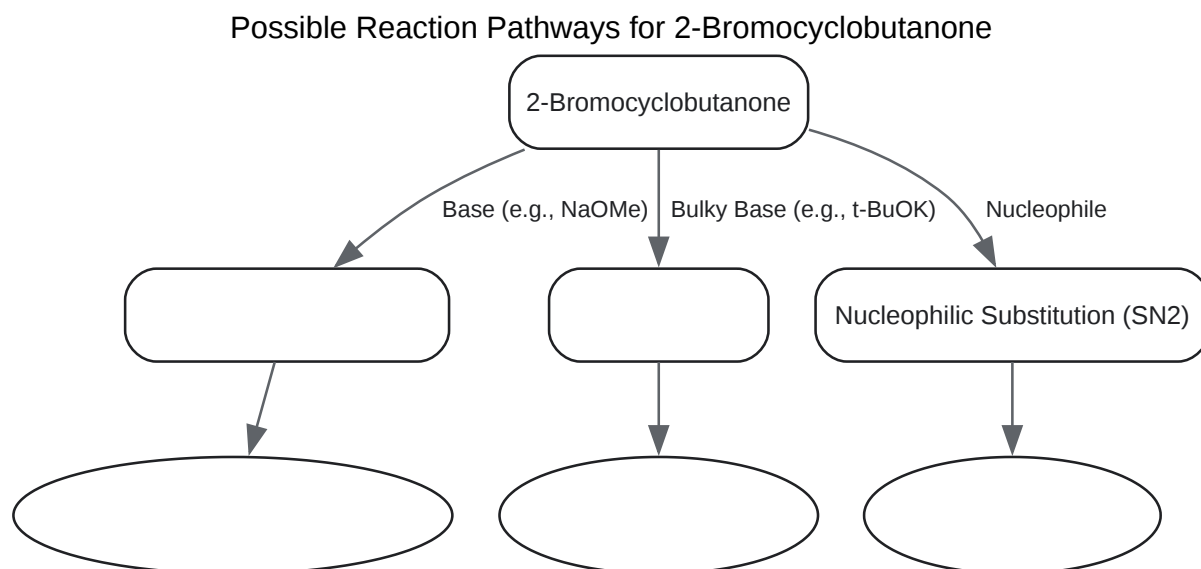 Possible Reaction Pathways for 2-Bromocyclobutanone
2-Bromocyclobutanone
Base (e.g., NaOMe)
Bulky Base (e.g., t-BuOK)
Nucleophile
Nucleophilic Substitution (SN2)